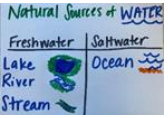 Natural Sources of WATER
Freshwater Saltwater
Lake Ocean
River
Stream